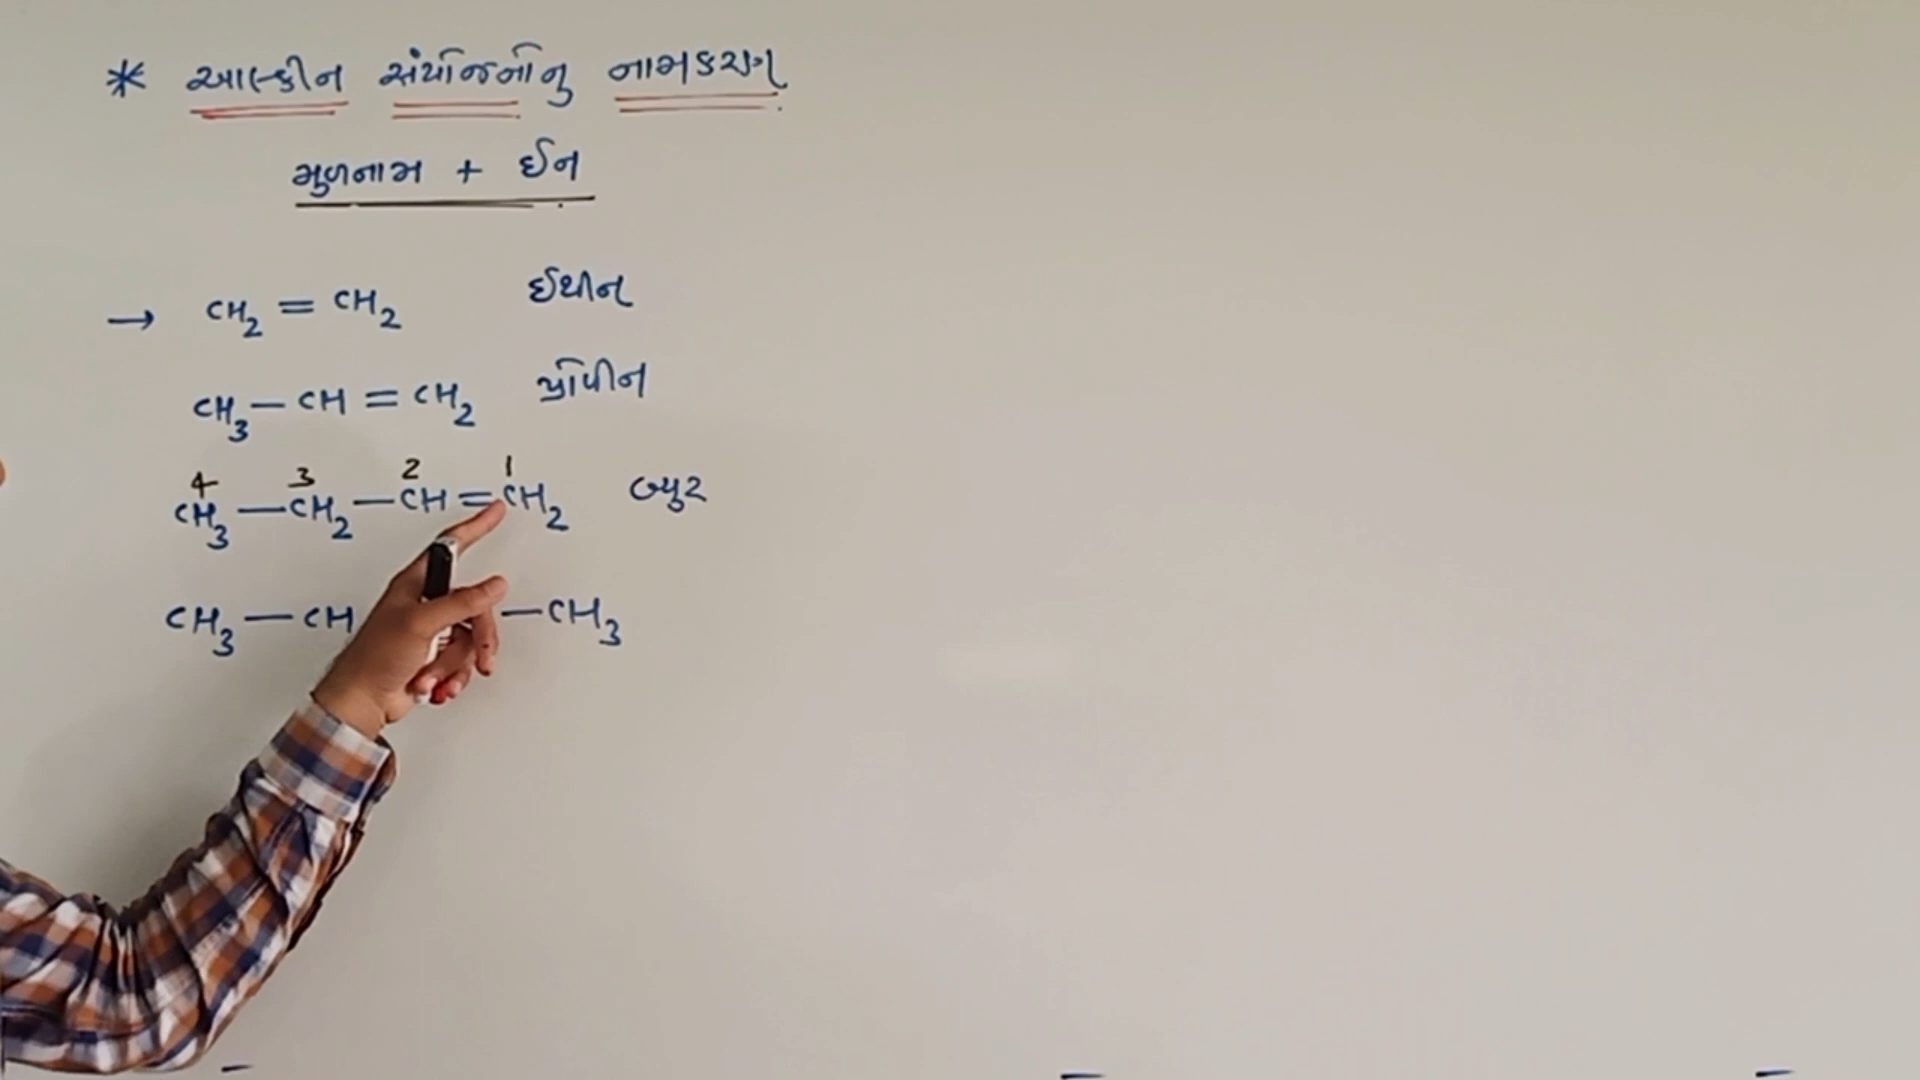 * આલ્કીન સંયોજનોનુ નામકરણ
મુળનામ + ઈન
→ CH₂ = CH₂ ઈથીન
CH₃ — CH = CH₂ પ્રોપીન
4 3 2 1
CH₃ — CH₂ — CH = CH₂ બ્યુટ
CH₃ — CH — CH₃